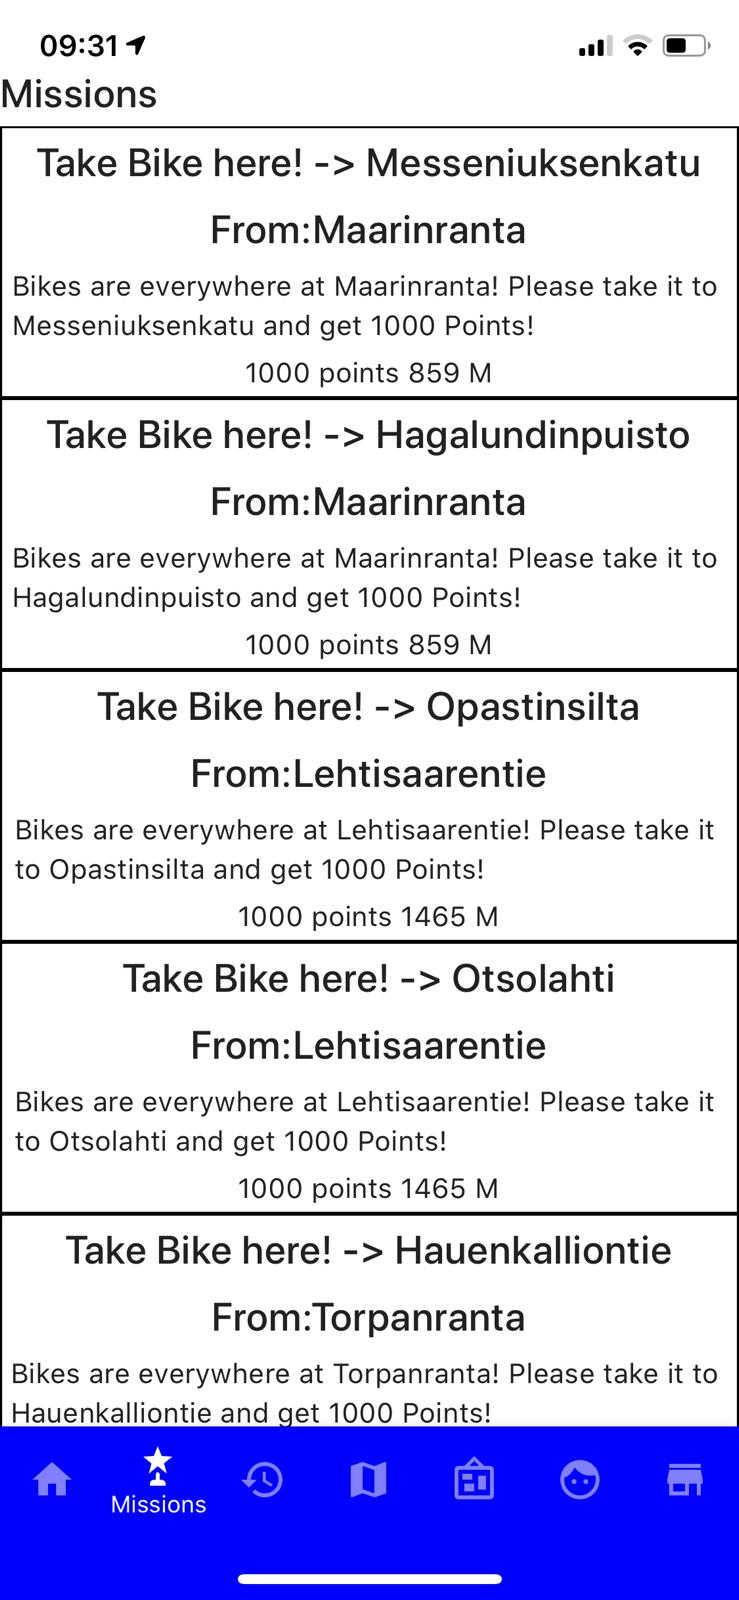 09:31
Missions
Take Bike here! -> Messeniuksenkatu
From:Maarinranta
Bikes are everywhere at Maarinranta! Please take it to
Messeniuksenkatu and get 1000 Points!
1000 points 859 M
Take Bike here! -> Hagalundinpuisto
From:Maarinranta
Bikes are everywhere at Maarinranta! Please take it to
Hagalundinpuisto and get 1000 Points!
1000 points 859 M
Take Bike here! -> Opastinsilta
From:Lehtisaarentie
Bikes are everywhere at Lehtisaarentie! Please take it
to Opastinsilta and get 1000 Points!
1000 points 1465 M
Take Bike here! -> Otsolahti
From:Lehtisaarentie
Bikes are everywhere at Lehtisaarentie! Please take it
to Otsolahti and get 1000 Points!
1000 points 1465 M
Take Bike here! -> Hauenkalliontie
From:Torpanranta
Bikes are everywhere at Torpanranta! Please take it to
Hauenkalliontie and get 1000 Points!
Missions